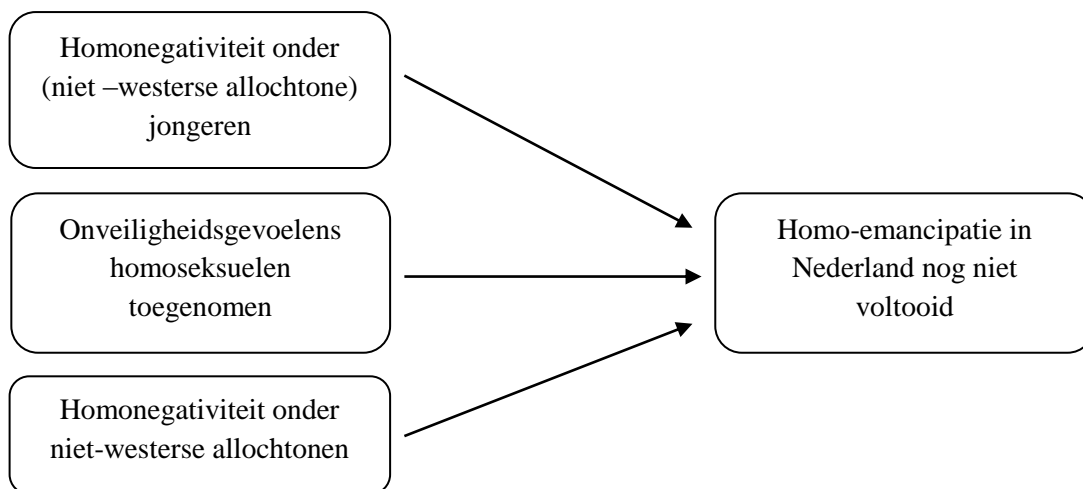 Homonegativiteit onder
(niet –westerse allochtone)
jongeren
Onveiligheidsgevoelens
homoseksuelen
toegenomen
Homonegativiteit onder
niet-westerse allochtonen
Homo-emancipatie in
Nederland nog niet
voltooid